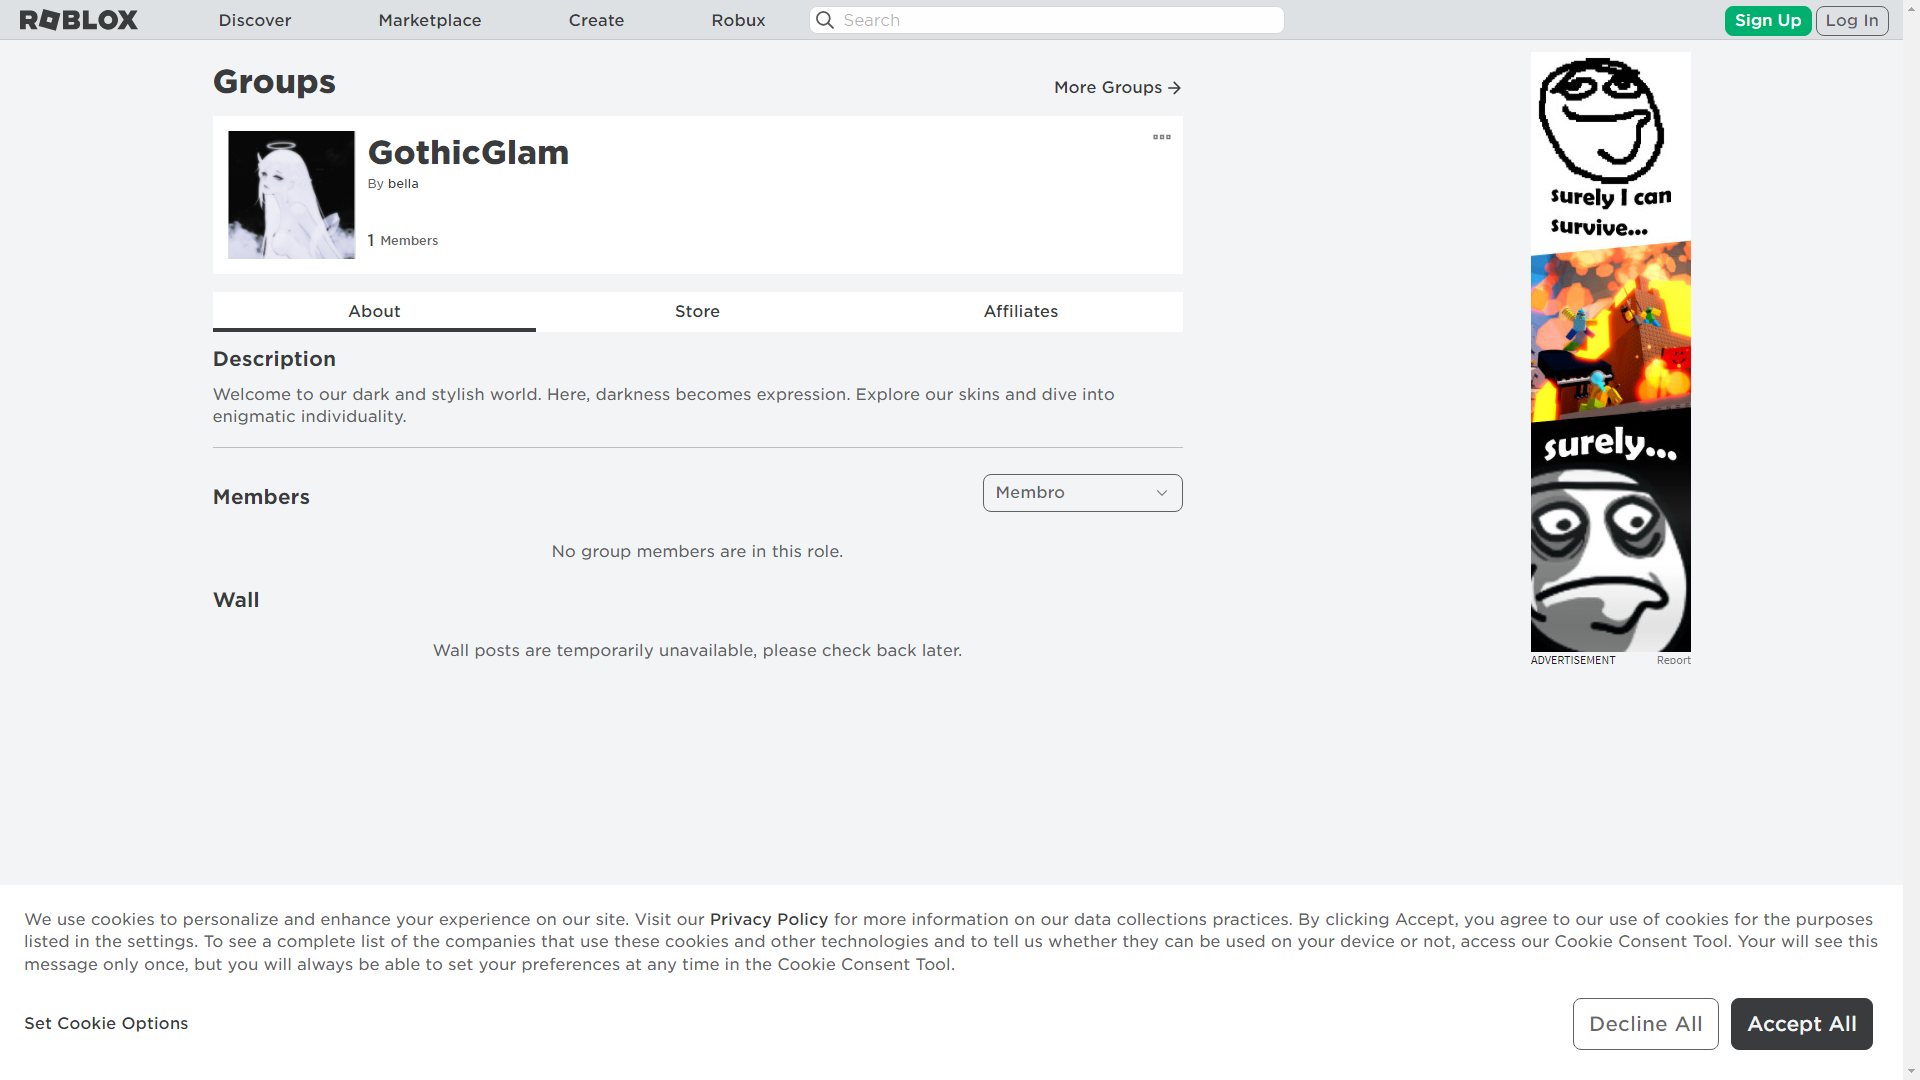 ROBLOX
Discover
Marketplace
Create
Robux
Search
Sign Up
Log In
Groups
More Groups
GothicGlam
By bella
1 Members
About
Store
Affiliates
Description
Welcome to our dark and stylish world. Here, darkness becomes expression. Explore our skins and dive into
enigmatic individuality.
Members
Membro
No group members are in this role.
Wall
Wall posts are temporarily unavailable, please check back later.
surely I can
survive...
surely...
ADVERTISEMENT
Report
We use cookies to personalize and enhance your experience on our site. Visit our Privacy Policy for more information on our data collections practices. By clicking Accept, you agree to our use of cookies for the purposes
listed in the settings. To see a complete list of the companies that use these cookies and other technologies and to tell us whether they can be used on your device or not, access our Cookie Consent Tool. Your will see this
message only once, but you will always be able to set your preferences at any time in the Cookie Consent Tool.
Set Cookie Options
Decline All
Accept All